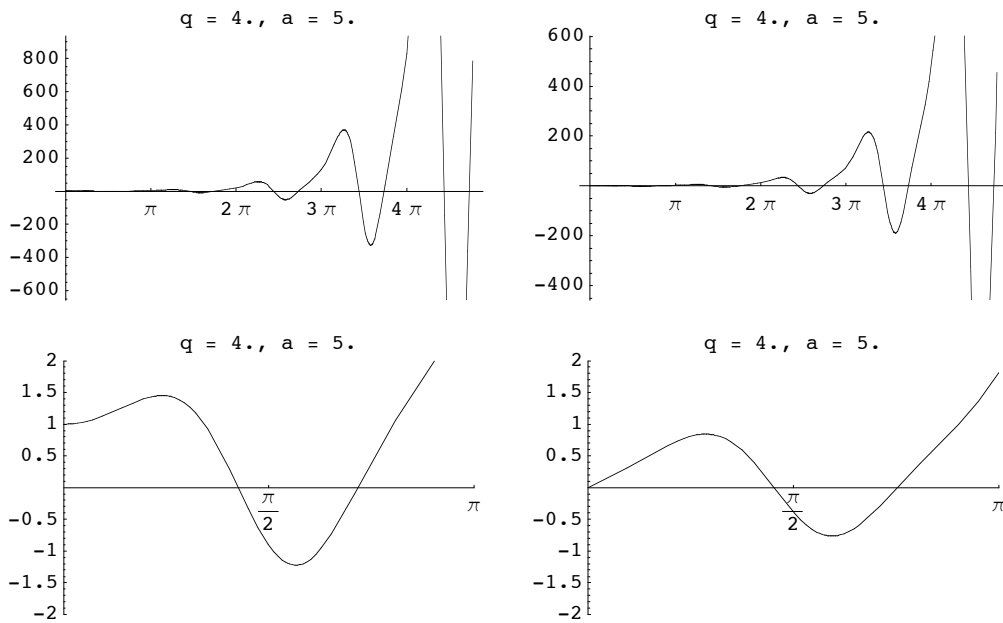 q = 4., a = 5.
800
600
400
200
-200
-400
-600
π
2 π
3 π
4 π
q = 4., a = 5.
600
400
200
-200
-400
π
2 π
3 π
4 π
q = 4., a = 5.
2
1.5
1
0.5
-0.5
-1
-1.5
-2
π
2
π
q = 4., a = 5.
2
1.5
1
0.5
-0.5
-1
-1.5
-2
π
2
π